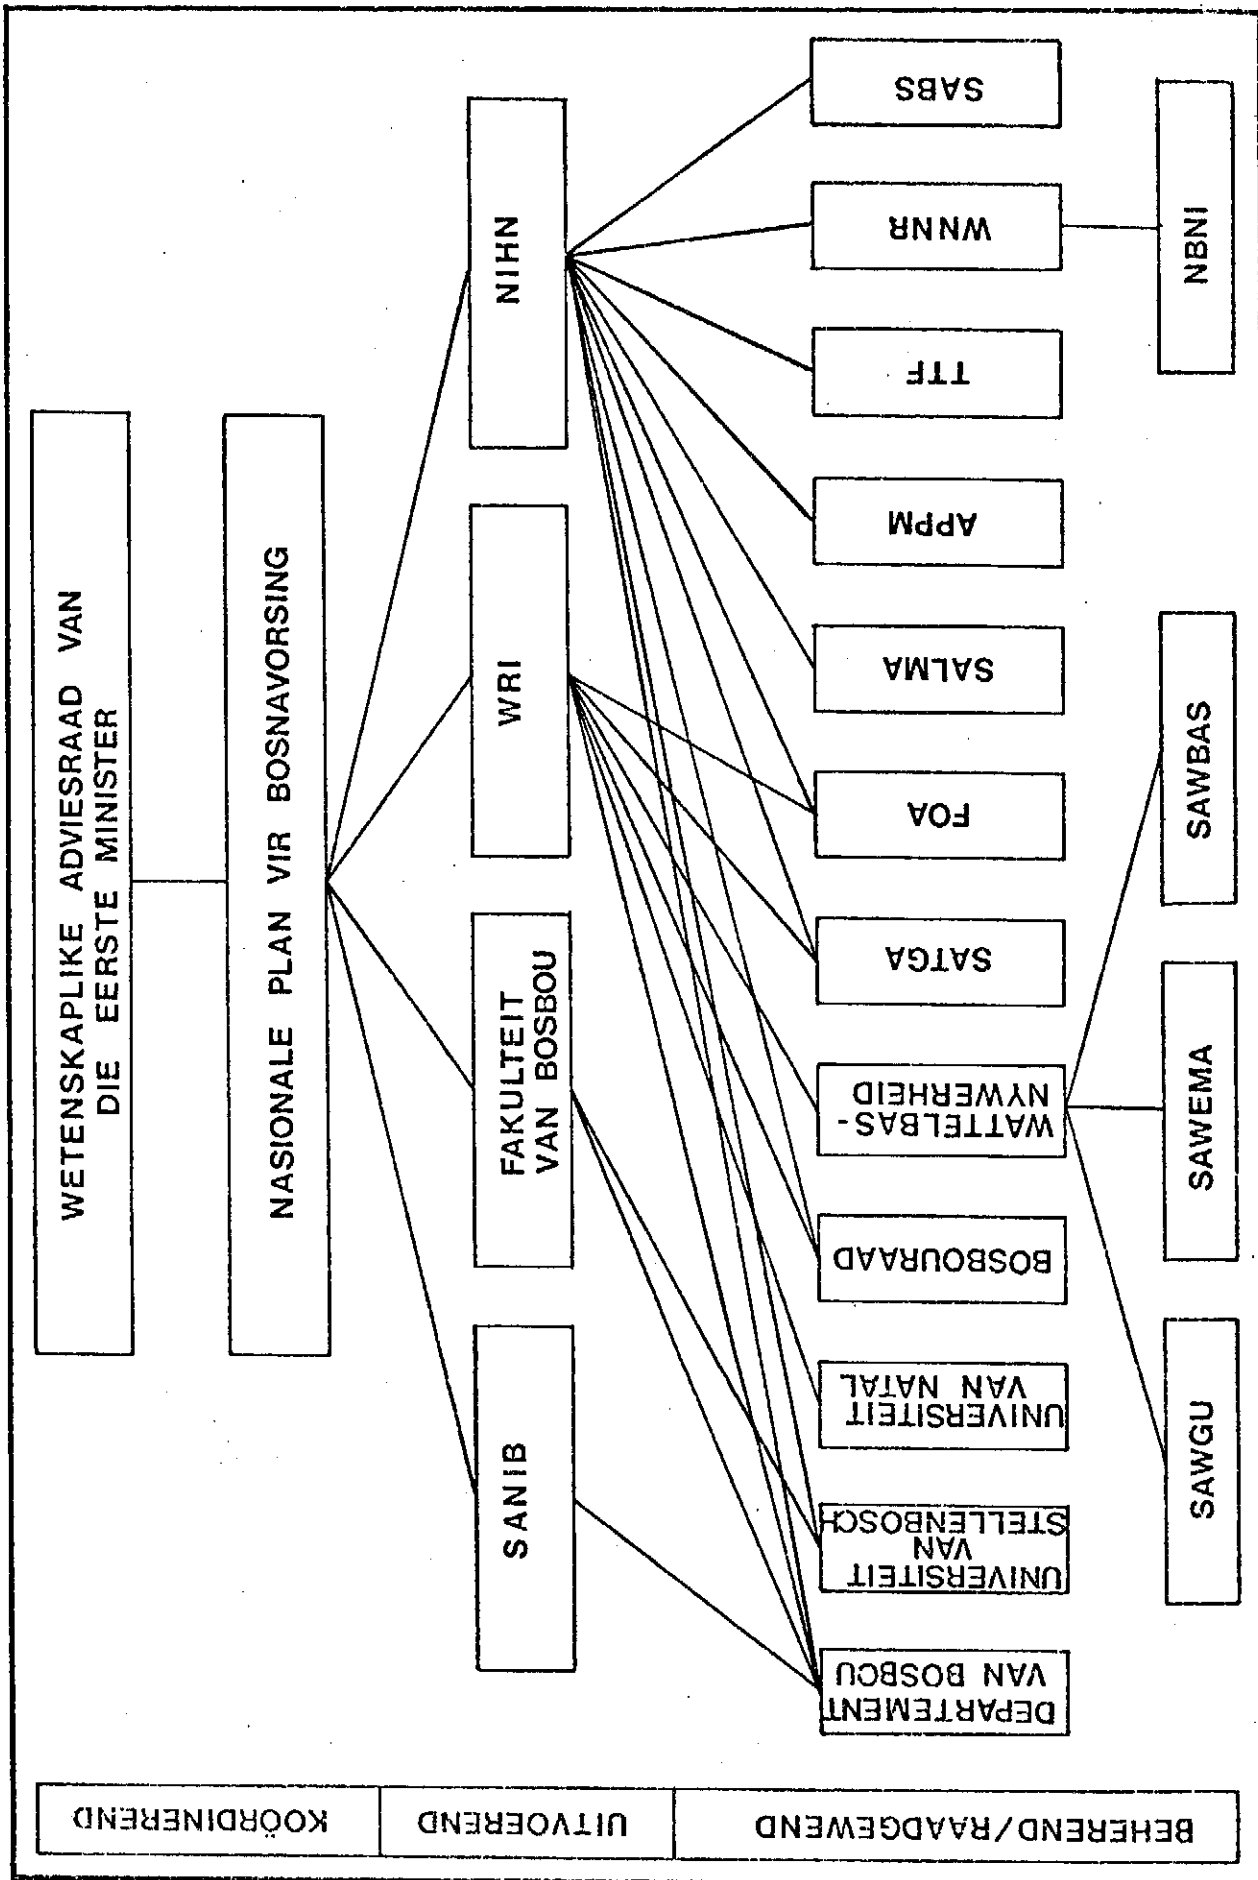 WETENSKAPLIKE ADVIESRAAD VAN
DIE EERSTE MINISTER
NASIONALE PLAN VIR BOSNAVORSING
SANIB
FAKULTEIT
VAN BOSBOU
WRI
NIHN
DEPARTEMENT
VAN BOSBCU
UNIVERSITEIT
VAN
STELLENBOSCH
UNIVERSITEIT
VAN NATAL
BOSBOURAAD
WATTELBAS-
NYWERHEID
SATGA
FOA
SALMA
APPM
TTF
WNNR
SABS
SAWGU
SAWEMA
SAWBAS
NBNI
KOÖRDINEREND
UITVOEREND
BEHEREND/RAADGEWEND